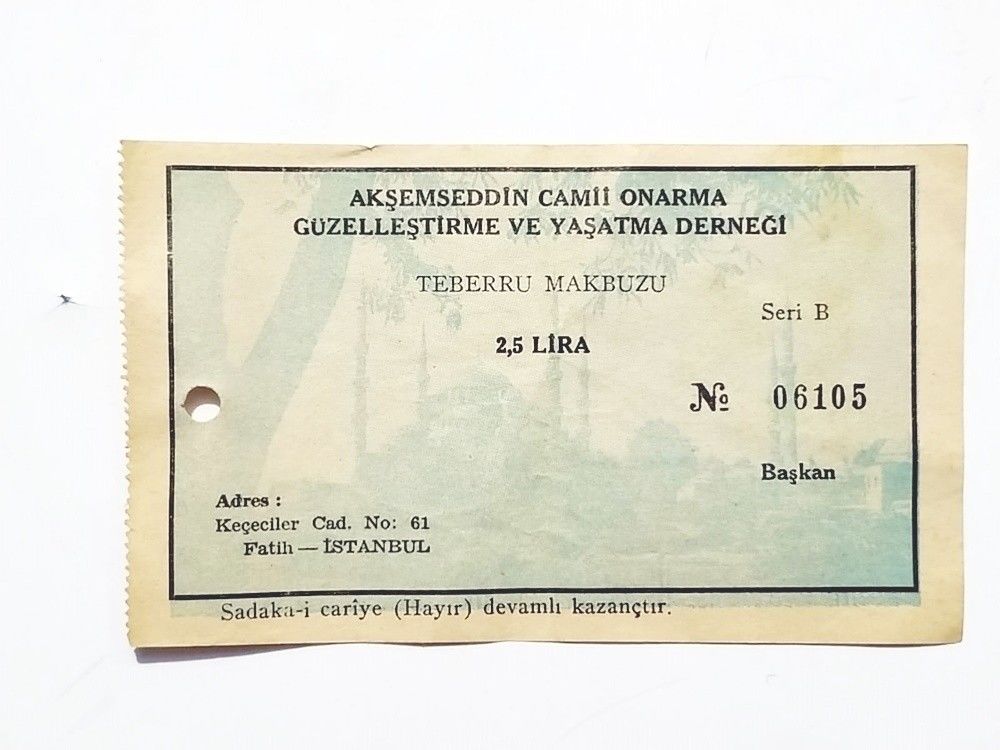 AKŞEMSEDDİN CAMİİ ONARMA
GÜZELLEŞTİRME VE YAŞATMA DERNEĞİ
TEBERRU MAKBUZU
Seri B
2,5 LİRA
№ 06105
Başkan
Adres :
Keçeciler Cad. No: 61
Fatih — İSTANBUL
Sadaka-i cariye (Hayır) devamlı kazançtır.